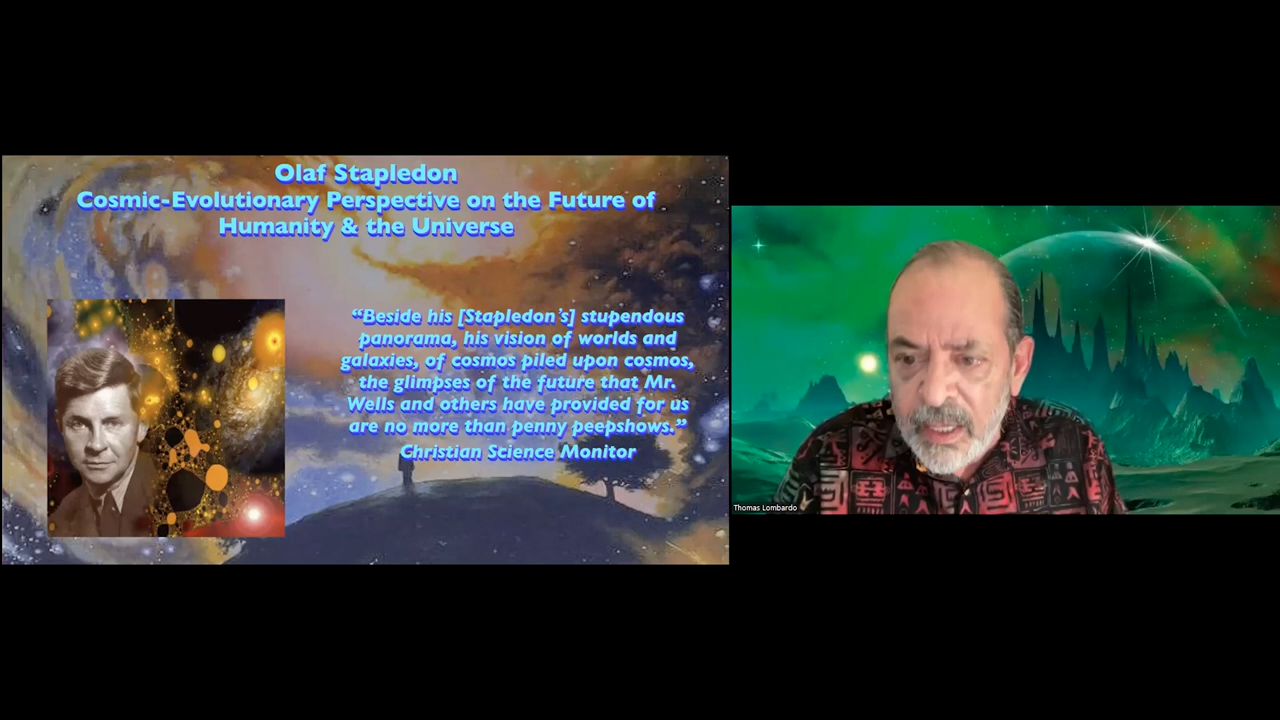 Olaf Stapledon
Cosmic-Evolutionary Perspective on the Future of
Humanity & the Universe
“Beside his [Stapledon’s] stupendous
panorama, his vision of worlds and
galaxies, of cosmos piled upon cosmos,
the glimpses of the future that Mr.
Wells and others have provided for us
are no more than penny peepshows.”
Christian Science Monitor
Thomas Lombardo